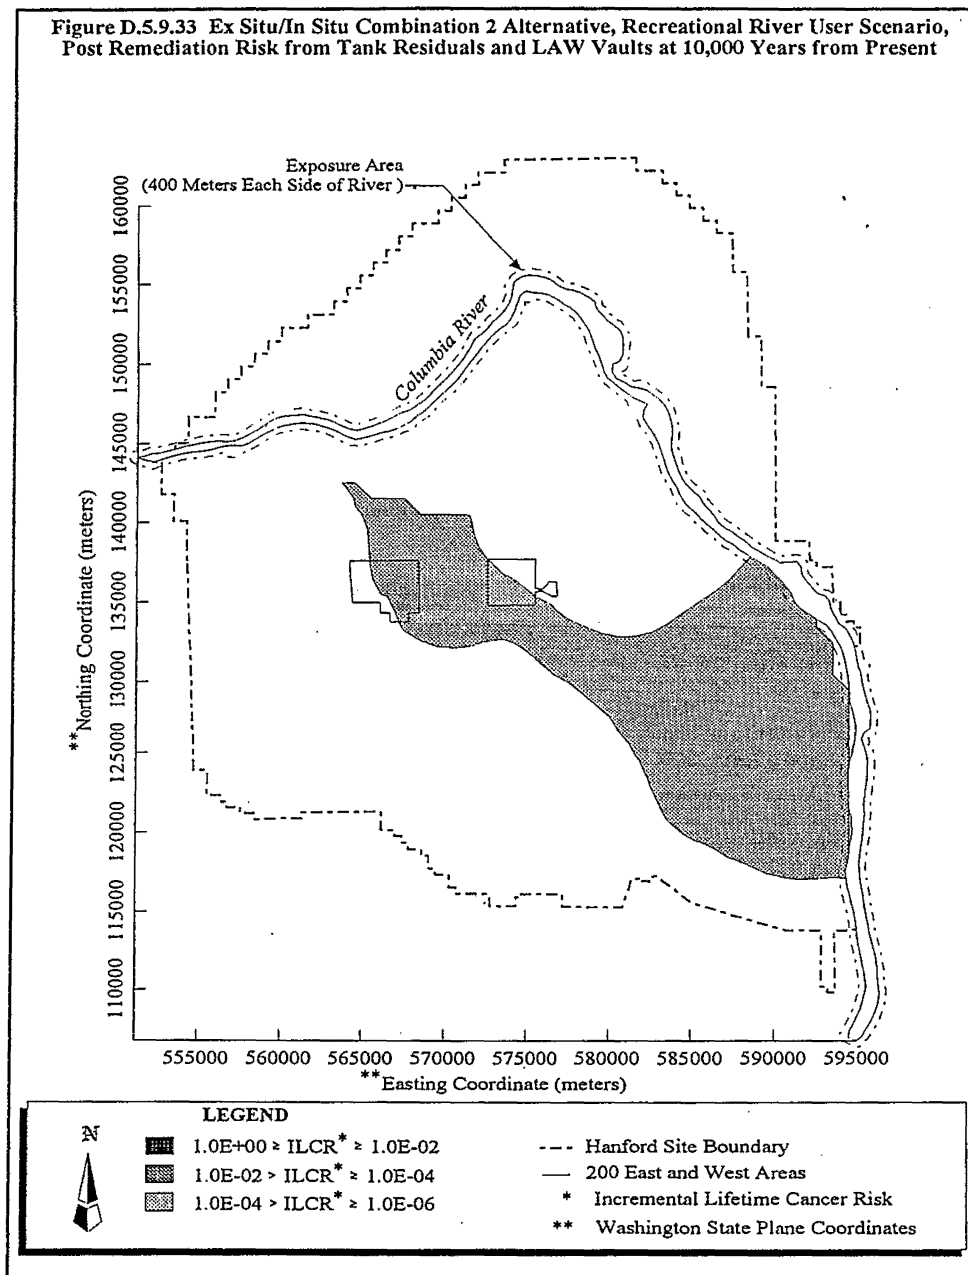 Figure D.5.9.33 Ex Situ/In Situ Combination 2 Alternative, Recreational River User Scenario,
Post Remediation Risk from Tank Residuals and LAW Vaults at 10,000 Years from Present
Exposure Area
(400 Meters Each Side of River )
Columbia River
**Northing Coordinate (meters)
160000
155000
150000
145000
140000
135000
130000
125000
120000
115000
110000
555000 560000 565000 570000 575000 580000 585000 590000 595000
**Easting Coordinate (meters)
LEGEND
N
1.0E+00 ≥ ILCR* ≥ 1.0E-02
1.0E-02 > ILCR* ≥ 1.0E-04
1.0E-04 > ILCR* ≥ 1.0E-06
Hanford Site Boundary
200 East and West Areas
* Incremental Lifetime Cancer Risk
** Washington State Plane Coordinates